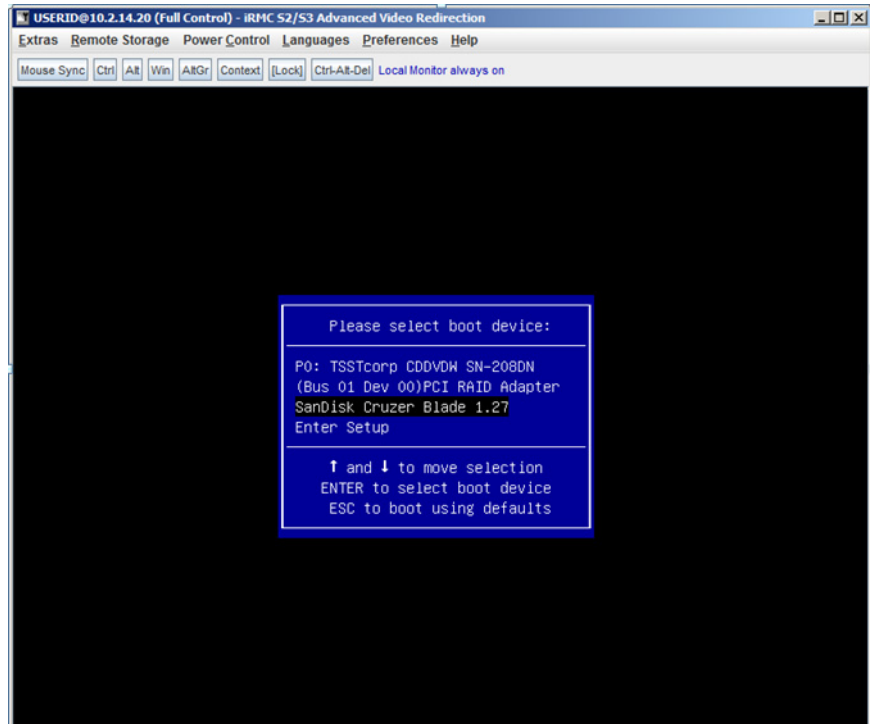 USERID@10.2.14.20 (Full Control) - iRMC S2/S3 Advanced Video Redirection
Extras Remote Storage Power Control Languages Preferences Help
Mouse Sync Ctrl Alt Win AltGr Context [Lock] Ctrl-Alt-Del Local Monitor always on
Please select boot device:
P0: TSSTcorp CDDVDW SN-208DN
(Bus 01 Dev 00)PCI RAID Adapter
SanDisk Cruzer Blade 1.27
Enter Setup
↑ and ↓ to move selection
ENTER to select boot device
ESC to boot using defaults